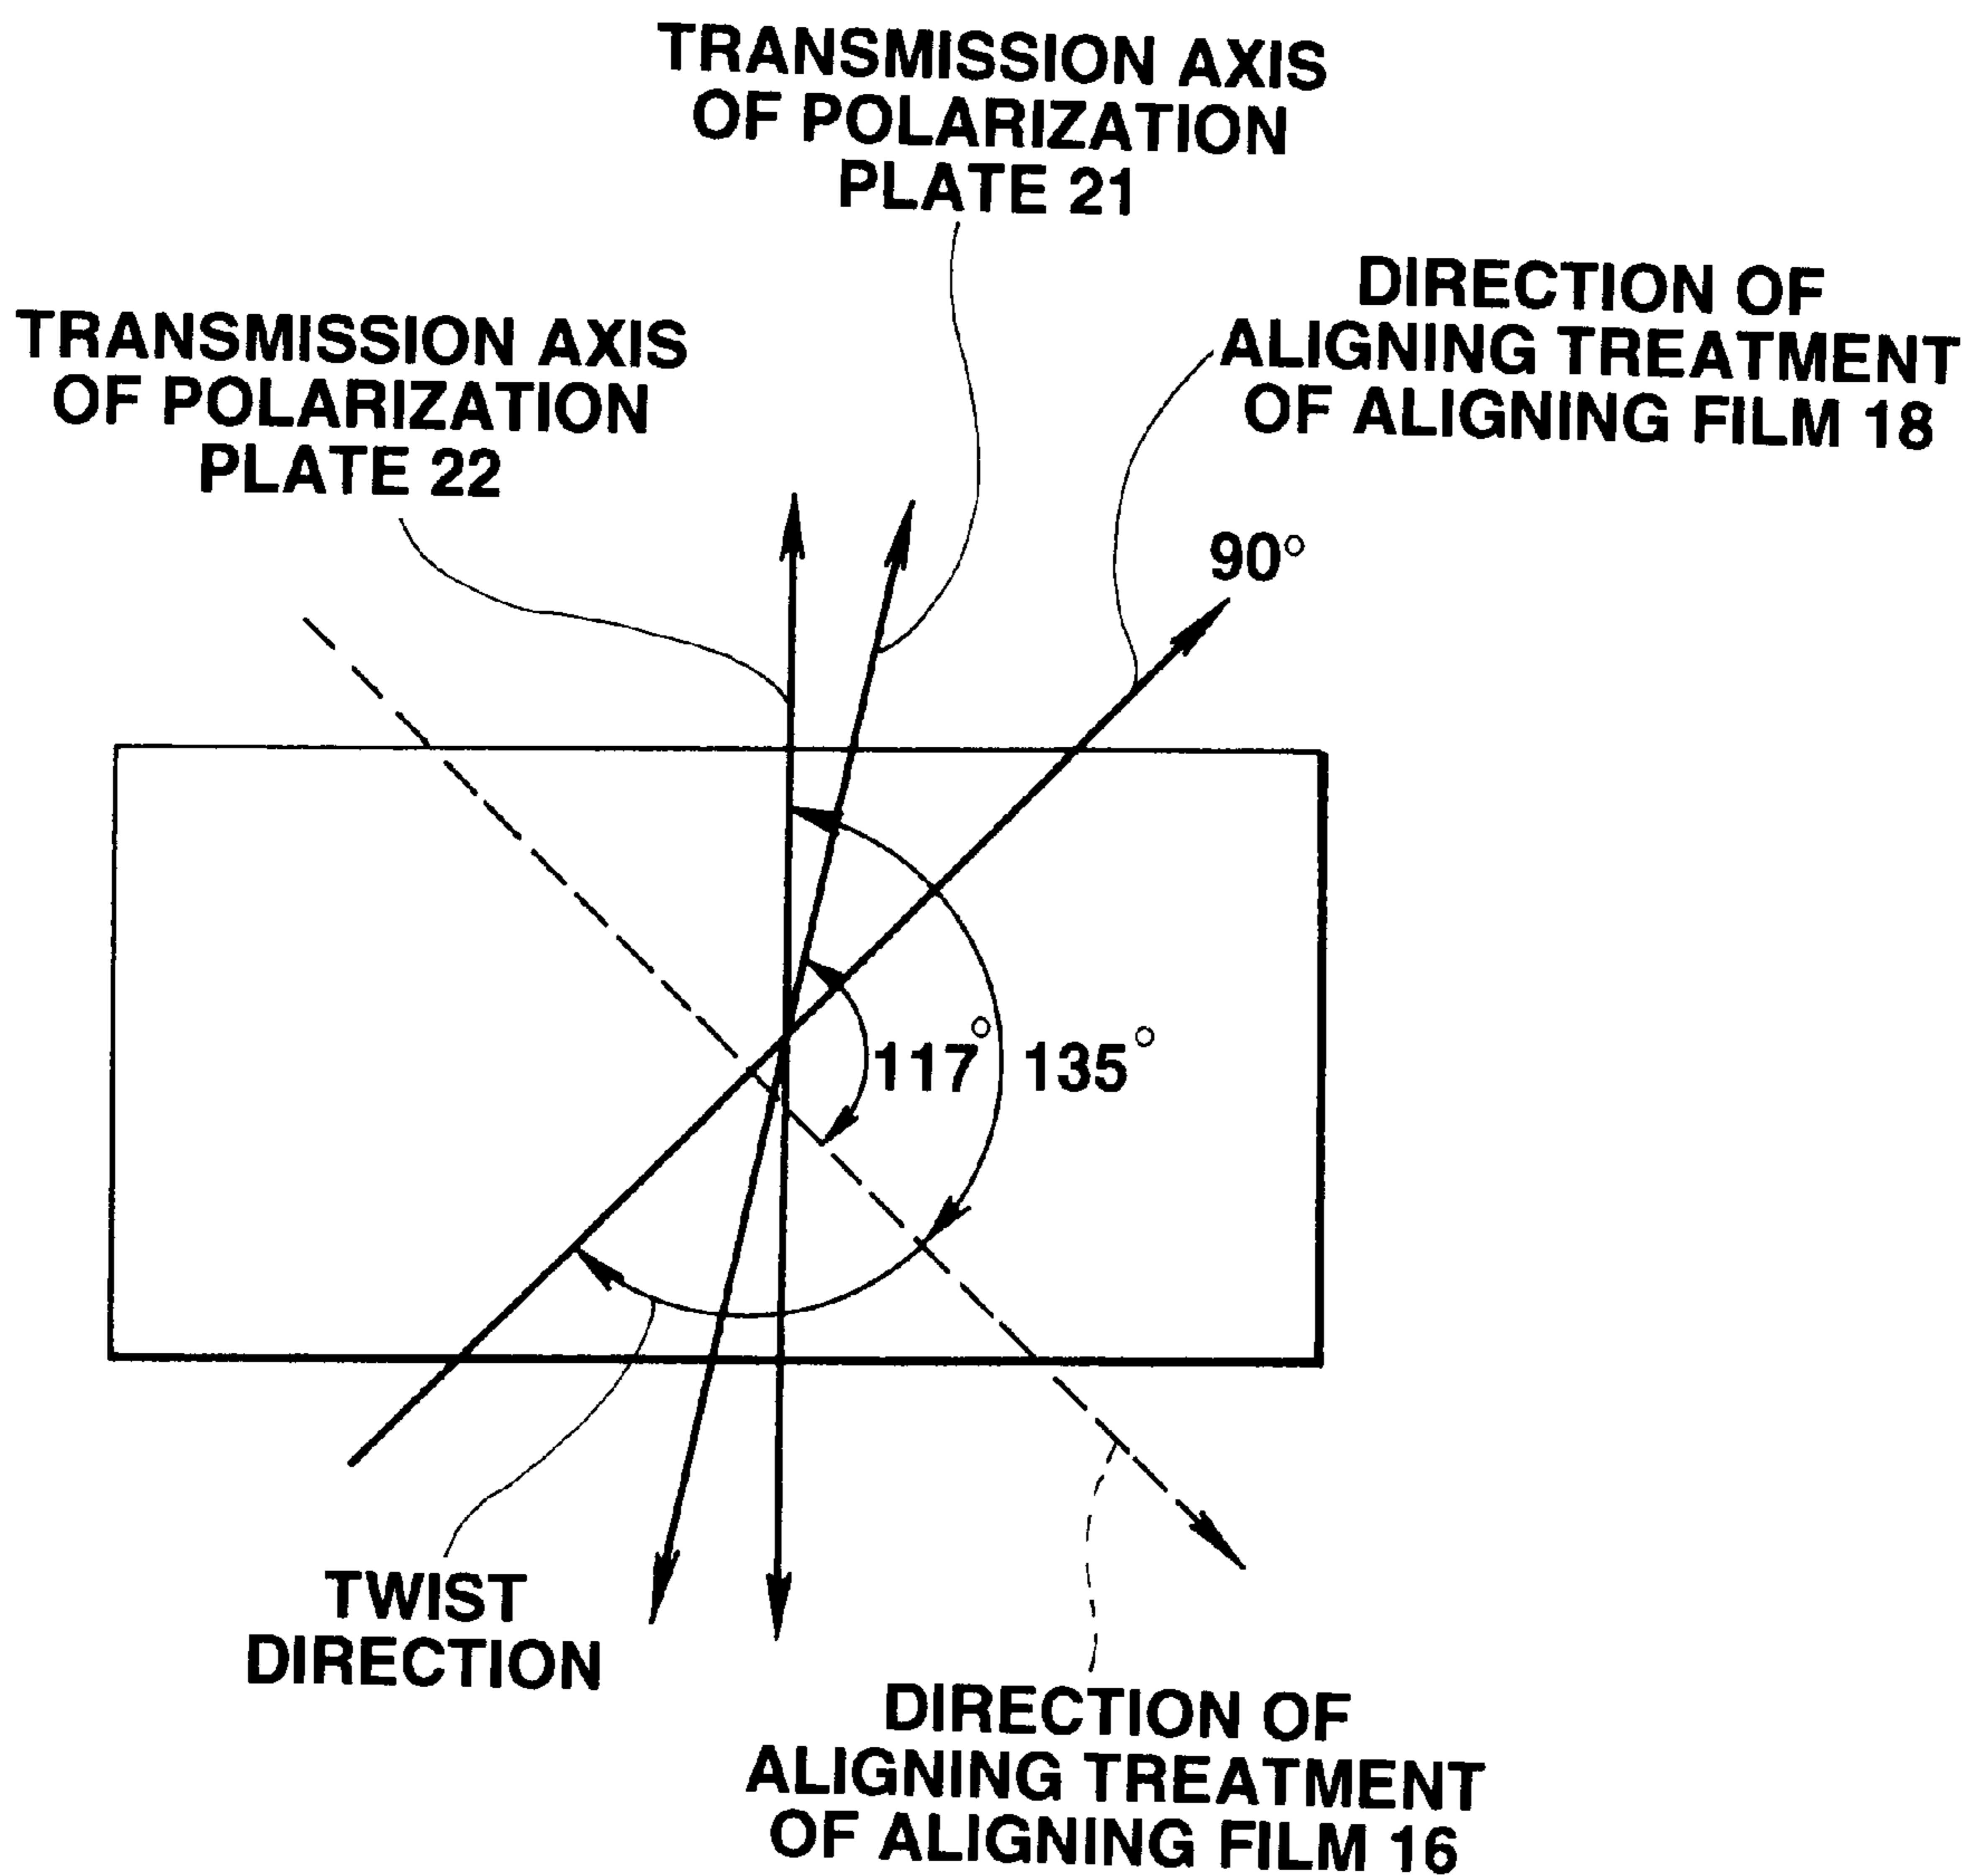 TRANSMISSION AXIS
OF POLARIZATION
PLATE 21
DIRECTION OF
ALIGNING TREATMENT
OF ALIGNING FILM 18
TRANSMISSION AXIS
OF POLARIZATION
PLATE 22
90°
117° 135°
TWIST
DIRECTION
DIRECTION OF
ALIGNING TREATMENT
OF ALIGNING FILM 16